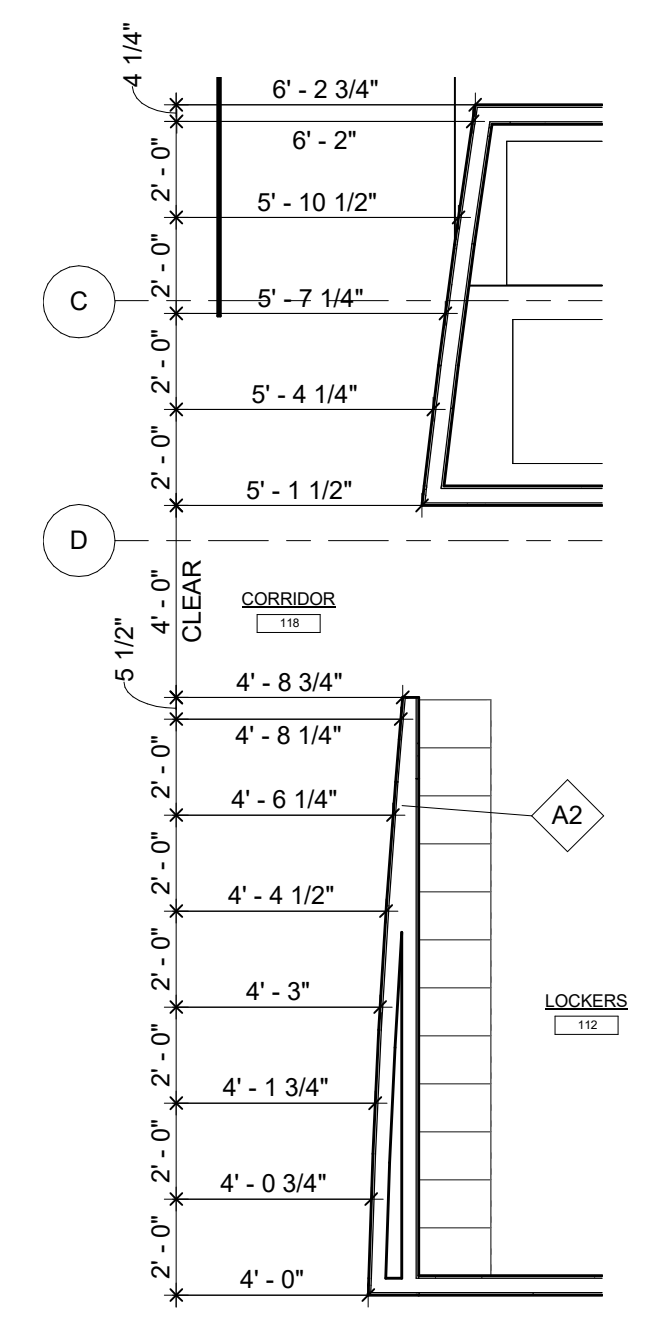 4 1/4"
6' - 2 3/4"
6' - 2"
2' - 0"
5' - 10 1/2"
2' - 0"
C
5' - 7 1/4"
2' - 0"
5' - 4 1/4"
2' - 0"
5' - 1 1/2"
D
4' - 0"
CLEAR
CORRIDOR
118
5 1/2"
4' - 8 3/4"
4' - 8 1/4"
2' - 0"
4' - 6 1/4"
A2
2' - 0"
4' - 4 1/2"
2' - 0"
4' - 3"
LOCKERS
112
2' - 0"
4' - 1 3/4"
2' - 0"
4' - 0 3/4"
2' - 0"
4' - 0"